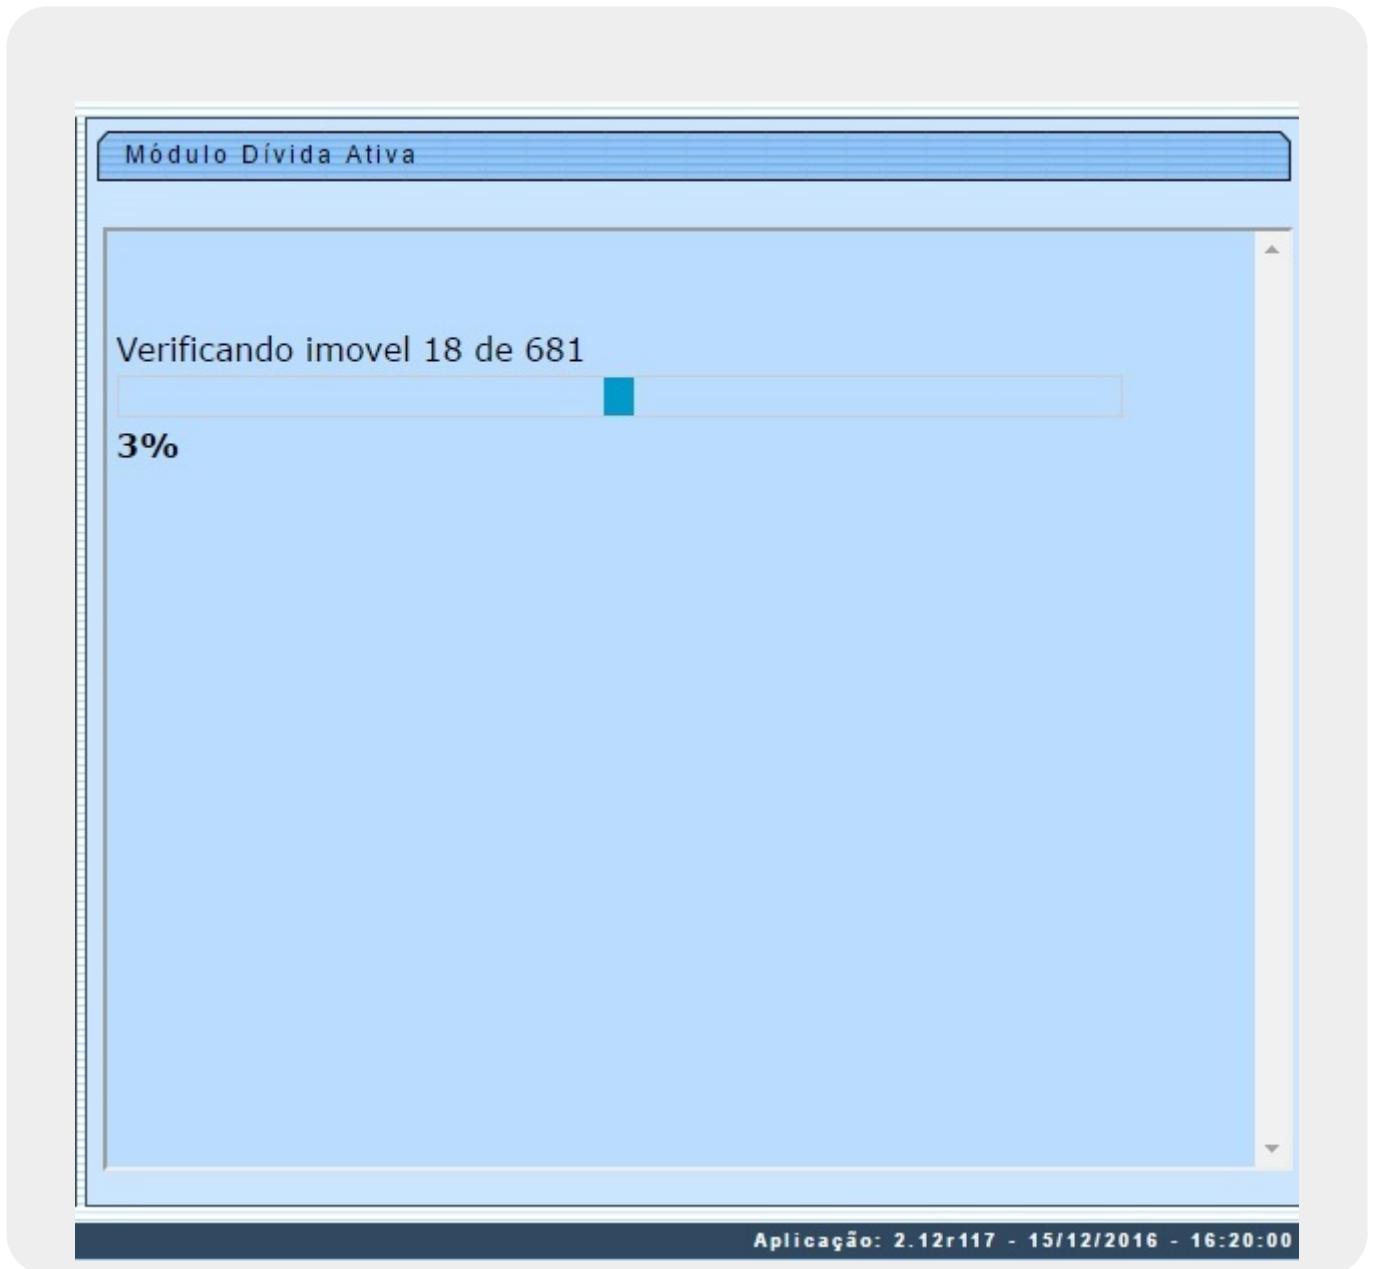 Módulo Dívida Ativa
Verificando imovel 18 de 681
3%
Aplicação: 2.12r117 - 15/12/2016 - 16:20:00